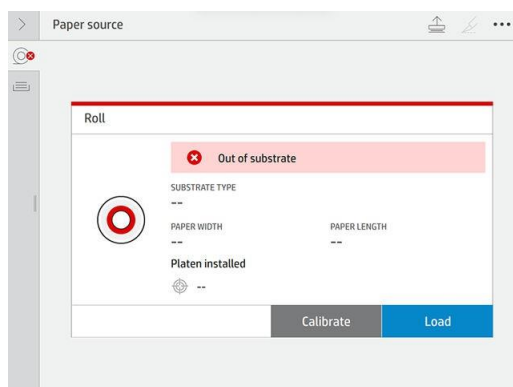 Paper source
Roll
Out of substrate
SUBSTRATE TYPE
--
PAPER WIDTH PAPER LENGTH
-- --
Platen installed
--
Calibrate Load